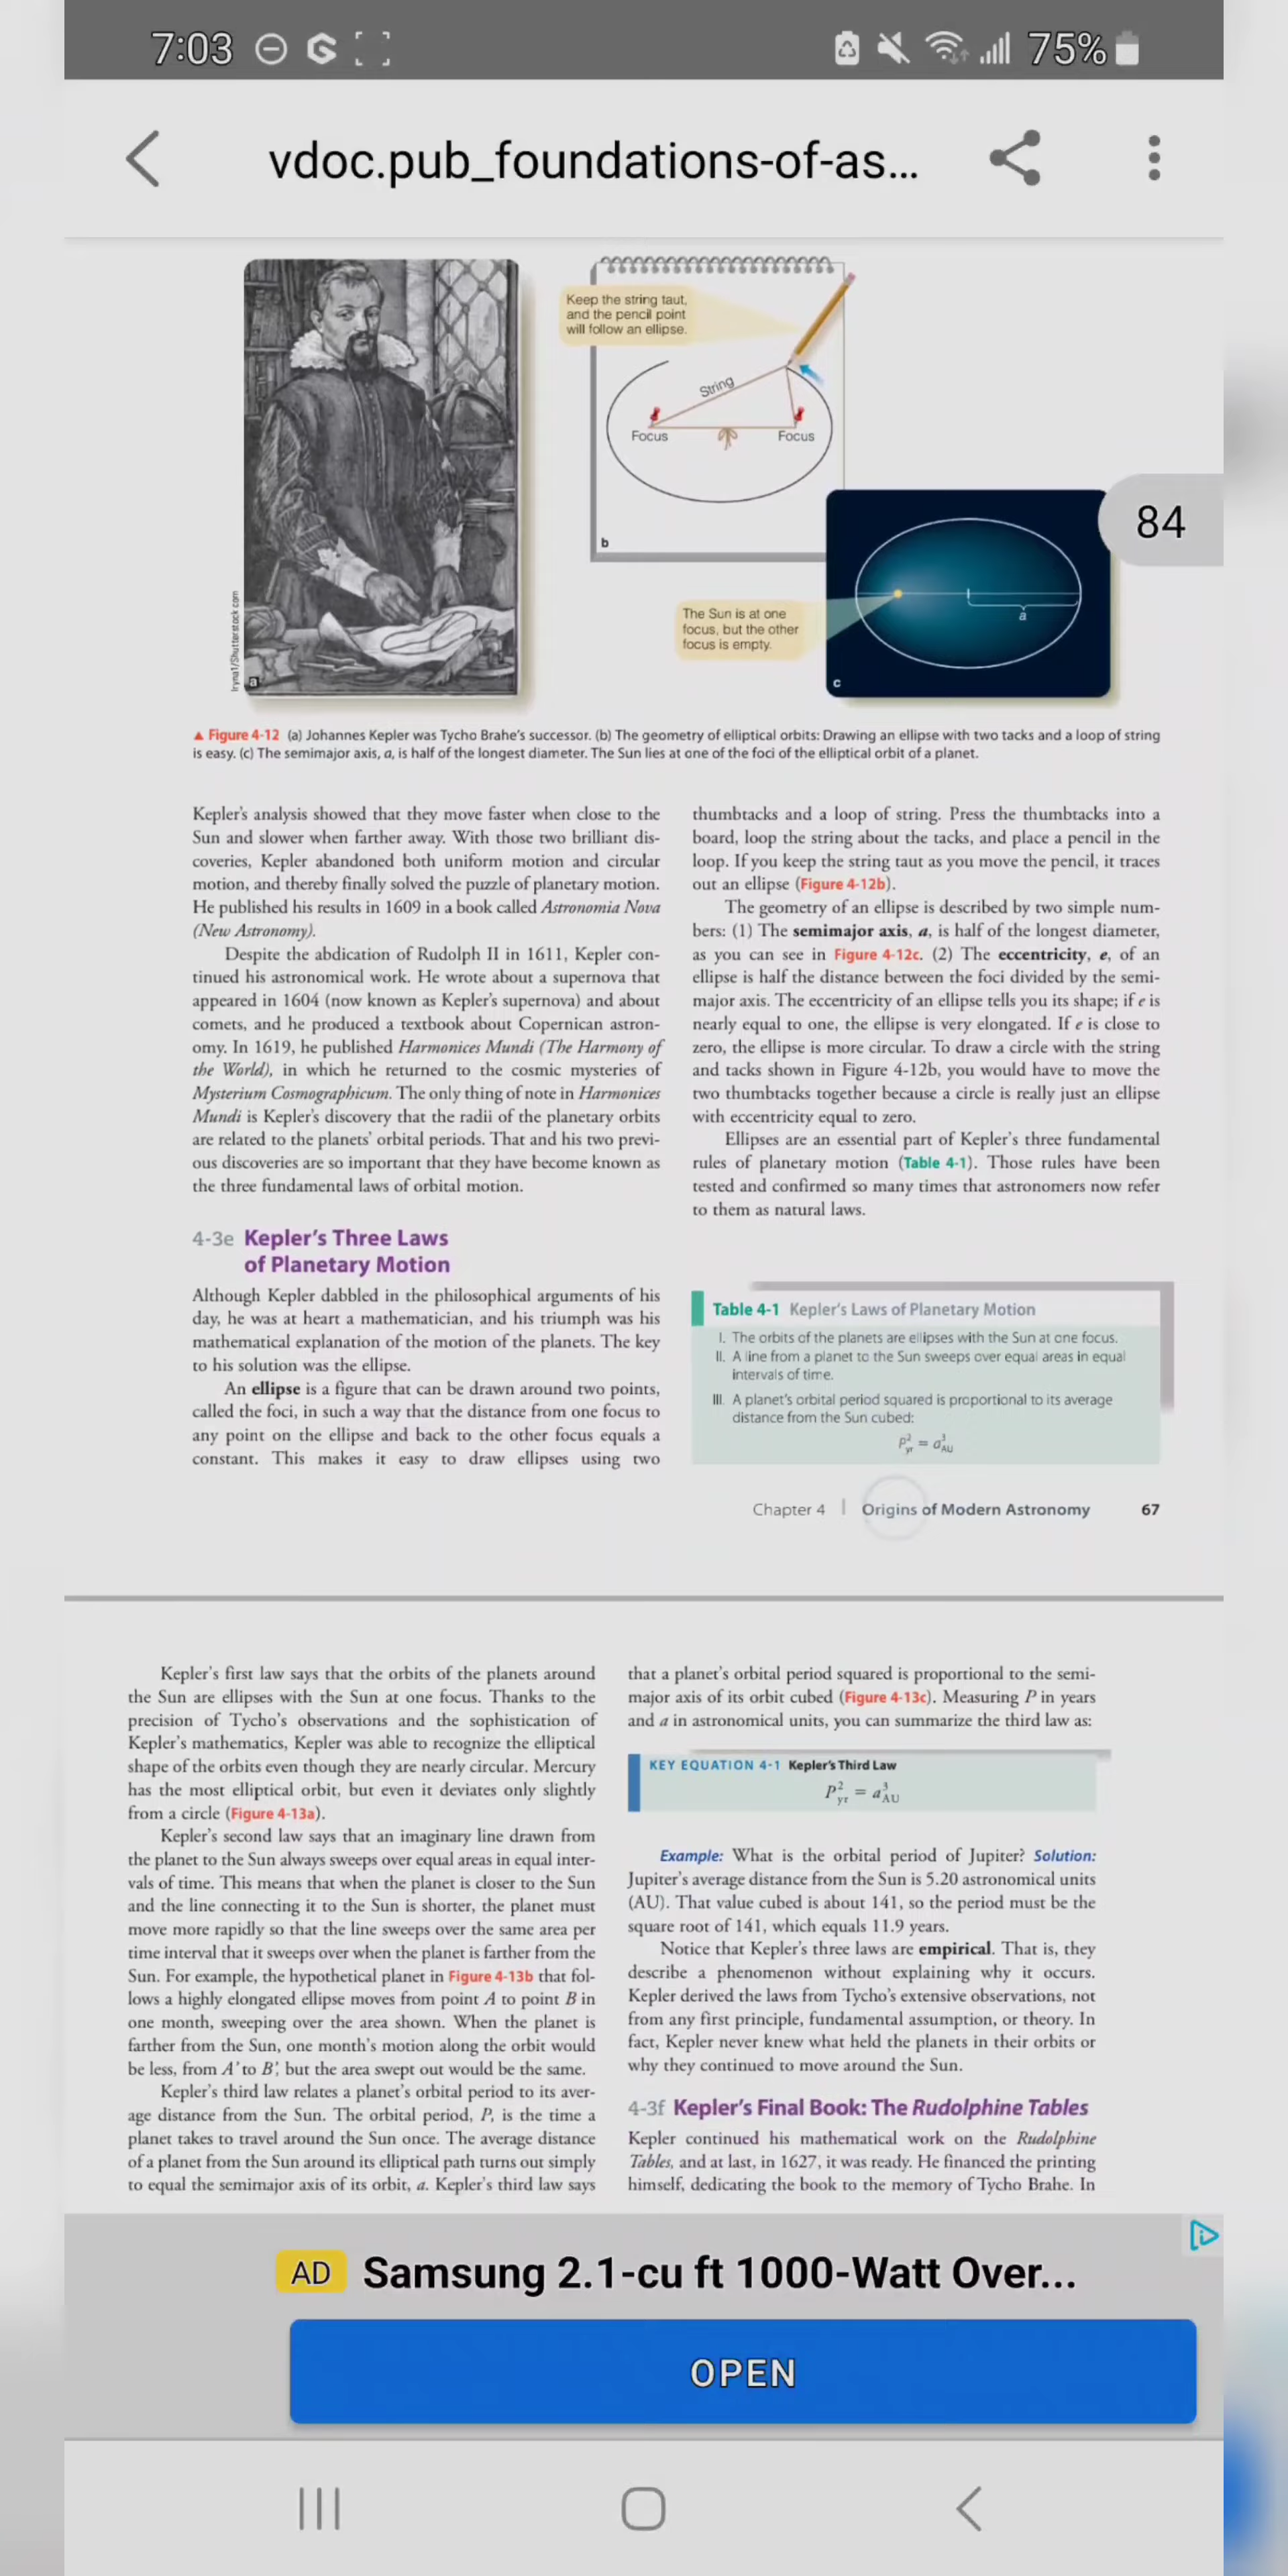 7:03
75%
vdoc.pub_foundations-of-as...
84
Keep the string taut,
and the pencil point
will follow an ellipse.
String
Focus
Focus
b
The Sun is at one
focus, but the other
focus is empty.
a
c
Iryna1/Shutterstock.com
a
▲ Figure 4-12 (a) Johannes Kepler was Tycho Brahe's successor. (b) The geometry of elliptical orbits: Drawing an ellipse with two tacks and a loop of string
is easy. (c) The semimajor axis, a, is half of the longest diameter. The Sun lies at one of the foci of the elliptical orbit of a planet.
Kepler's analysis showed that they move faster when close to the
Sun and slower when farther away. With those two brilliant dis-
coveries, Kepler abandoned both uniform motion and circular
motion, and thereby finally solved the puzzle of planetary motion.
He published his results in 1609 in a book called Astronomia Nova
(New Astronomy).
Despite the abdication of Rudolph II in 1611, Kepler con-
tinued his astronomical work. He wrote about a supernova that
appeared in 1604 (now known as Kepler's supernova) and about
comets, and he produced a textbook about Copernican astron-
omy. In 1619, he published Harmonices Mundi (The Harmony of
the World), in which he returned to the cosmic mysteries of
Mysterium Cosmographicum. The only thing of note in Harmonices
Mundi is Kepler's discovery that the radii of the planetary orbits
are related to the planets' orbital periods. That and his two previ-
ous discoveries are so important that they have become known as
the three fundamental laws of orbital motion.
4-3e Kepler's Three Laws
of Planetary Motion
Although Kepler dabbled in the philosophical arguments of his
day, he was at heart a mathematician, and his triumph was his
mathematical explanation of the motion of the planets. The key
to his solution was the ellipse.
An ellipse is a figure that can be drawn around two points,
called the foci, in such a way that the distance from one focus to
any point on the ellipse and back to the other focus equals a
constant. This makes it easy to draw ellipses using two
thumbtacks and a loop of string. Press the thumbtacks into a
board, loop the string about the tacks, and place a pencil in the
loop. If you keep the string taut as you move the pencil, it traces
out an ellipse (Figure 4-12b).
The geometry of an ellipse is described by two simple num-
bers: (1) The semimajor axis, a, is half of the longest diameter,
as you can see in Figure 4-12c. (2) The eccentricity, e, of an
ellipse is half the distance between the foci divided by the semi-
major axis. The eccentricity of an ellipse tells you its shape; if e is
nearly equal to one, the ellipse is very elongated. If e is close to
zero, the ellipse is more circular. To draw a circle with the string
and tacks shown in Figure 4-12b, you would have to move the
two thumbtacks together because a circle is really just an ellipse
with eccentricity equal to zero.
Ellipses are an essential part of Kepler's three fundamental
rules of planetary motion (Table 4-1). Those rules have been
tested and confirmed so many times that astronomers now refer
to them as natural laws.
Table 4-1 Kepler's Laws of Planetary Motion
I. The orbits of the planets are ellipses with the Sun at one focus.
II. A line from a planet to the Sun sweeps over equal areas in equal
intervals of time.
III. A planet's orbital period squared is proportional to its average
distance from the Sun cubed:
P²yr = a³AU
Chapter 4 | Origins of Modern Astronomy 67
Kepler's first law says that the orbits of the planets around
the Sun are ellipses with the Sun at one focus. Thanks to the
precision of Tycho's observations and the sophistication of
Kepler's mathematics, Kepler was able to recognize the elliptical
shape of the orbits even though they are nearly circular. Mercury
has the most elliptical orbit, but even it deviates only slightly
from a circle (Figure 4-13a).
Kepler's second law says that an imaginary line drawn from
the planet to the Sun always sweeps over equal areas in equal inter-
vals of time. This means that when the planet is closer to the Sun
and the line connecting it to the Sun is shorter, the planet must
move more rapidly so that the line sweeps over the same area per
time interval that it sweeps over when the planet is farther from the
Sun. For example, the hypothetical planet in Figure 4-13b that fol-
lows a highly elongated ellipse moves from point A to point B in
one month, sweeping over the area shown. When the planet is
farther from the Sun, one month's motion along the orbit would
be less, from A' to B', but the area swept out would be the same.
Kepler's third law relates a planet's orbital period to its aver-
age distance from the Sun. The orbital period, P, is the time a
planet takes to travel around the Sun once. The average distance
of a planet from the Sun around its elliptical path turns out simply
to equal the semimajor axis of its orbit, a. Kepler's third law says
that a planet's orbital period squared is proportional to the semi-
major axis of its orbit cubed (Figure 4-13c). Measuring P in years
and a in astronomical units, you can summarize the third law as:
KEY EQUATION 4-1 Kepler's Third Law
P²yr = a³AU
Example: What is the orbital period of Jupiter? Solution:
Jupiter's average distance from the Sun is 5.20 astronomical units
(AU). That value cubed is about 141, so the period must be the
square root of 141, which equals 11.9 years.
Notice that Kepler's three laws are empirical. That is, they
describe a phenomenon without explaining why it occurs.
Kepler derived the laws from Tycho's extensive observations, not
from any first principle, fundamental assumption, or theory. In
fact, Kepler never knew what held the planets in their orbits or
why they continued to move around the Sun.
4-3f Kepler's Final Book: The Rudolphine Tables
Kepler continued his mathematical work on the Rudolphine
Tables, and at last, in 1627, it was ready. He financed the printing
himself, dedicating the book to the memory of Tycho Brahe. In
AD Samsung 2.1-cu ft 1000-Watt Over...
OPEN